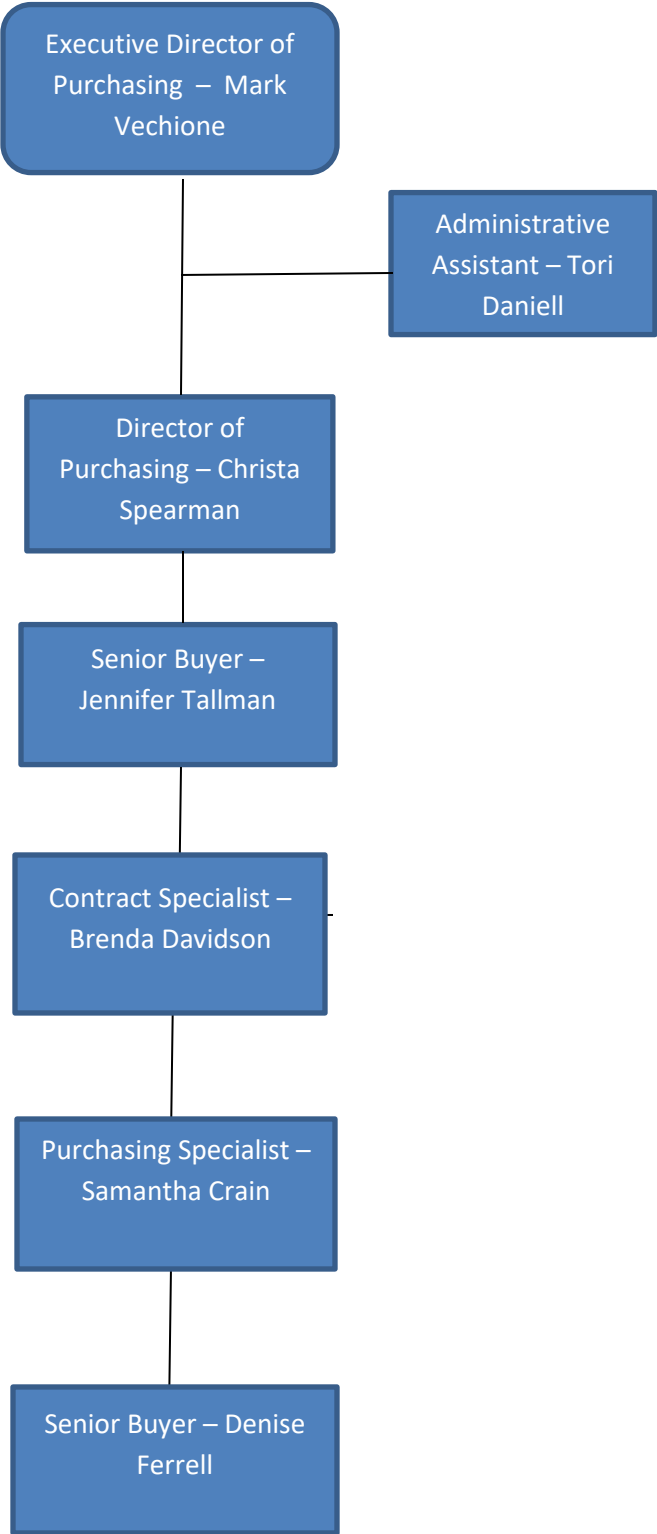 Executive Director of
Purchasing – Mark
Vechione
Administrative
Assistant – Tori
Daniell
Director of
Purchasing – Christa
Spearman
Senior Buyer –
Jennifer Tallman
Contract Specialist –
Brenda Davidson
Purchasing Specialist –
Samantha Crain
Senior Buyer – Denise
Ferrell